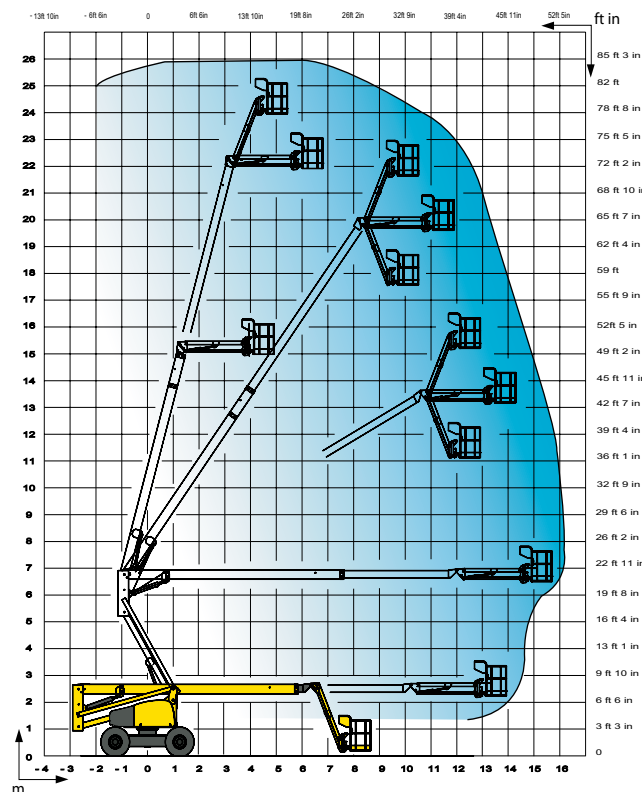 - 13ft 10in - 6ft 6in 0 6ft 6in 13ft 10in 19ft 8in 26ft 2in 32ft 9in 39ft 4in 45ft 11in 52ft 5in ft in
26 85 ft 3 in
25 82 ft
24 78 ft 8 in
23 75 ft 5 in
22 72 ft 2 in
21 68 ft 10 in
20 65 ft 7 in
19 62 ft 4 in
18 59 ft
17 55 ft 9 in
16 52ft 5 in
15 49 ft 2 in
14 45 ft 11 in
13 42 ft 7 in
12 39 ft 4 in
11 36 ft 1 in
10 32 ft 9 in
9 29 ft 6 in
8 26 ft 2 in
7 22 ft 11 in
6 19 ft 8 in
5 16 ft 4 in
4 13 ft 1 in
3 9 ft 10 in
2 6 ft 6 in
1 3 ft 3 in
0 0
-4 -3 -2 -1 0 1 2 3 4 5 6 7 8 9 10 11 12 13 14 15 16
m